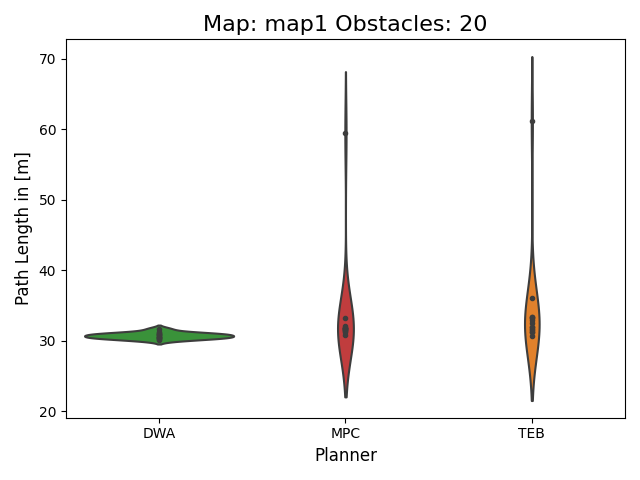 Map: map1 Obstacles: 20
70
60
50
40
30
20
Path Length in [m]
DWA
MPC
TEB
Planner